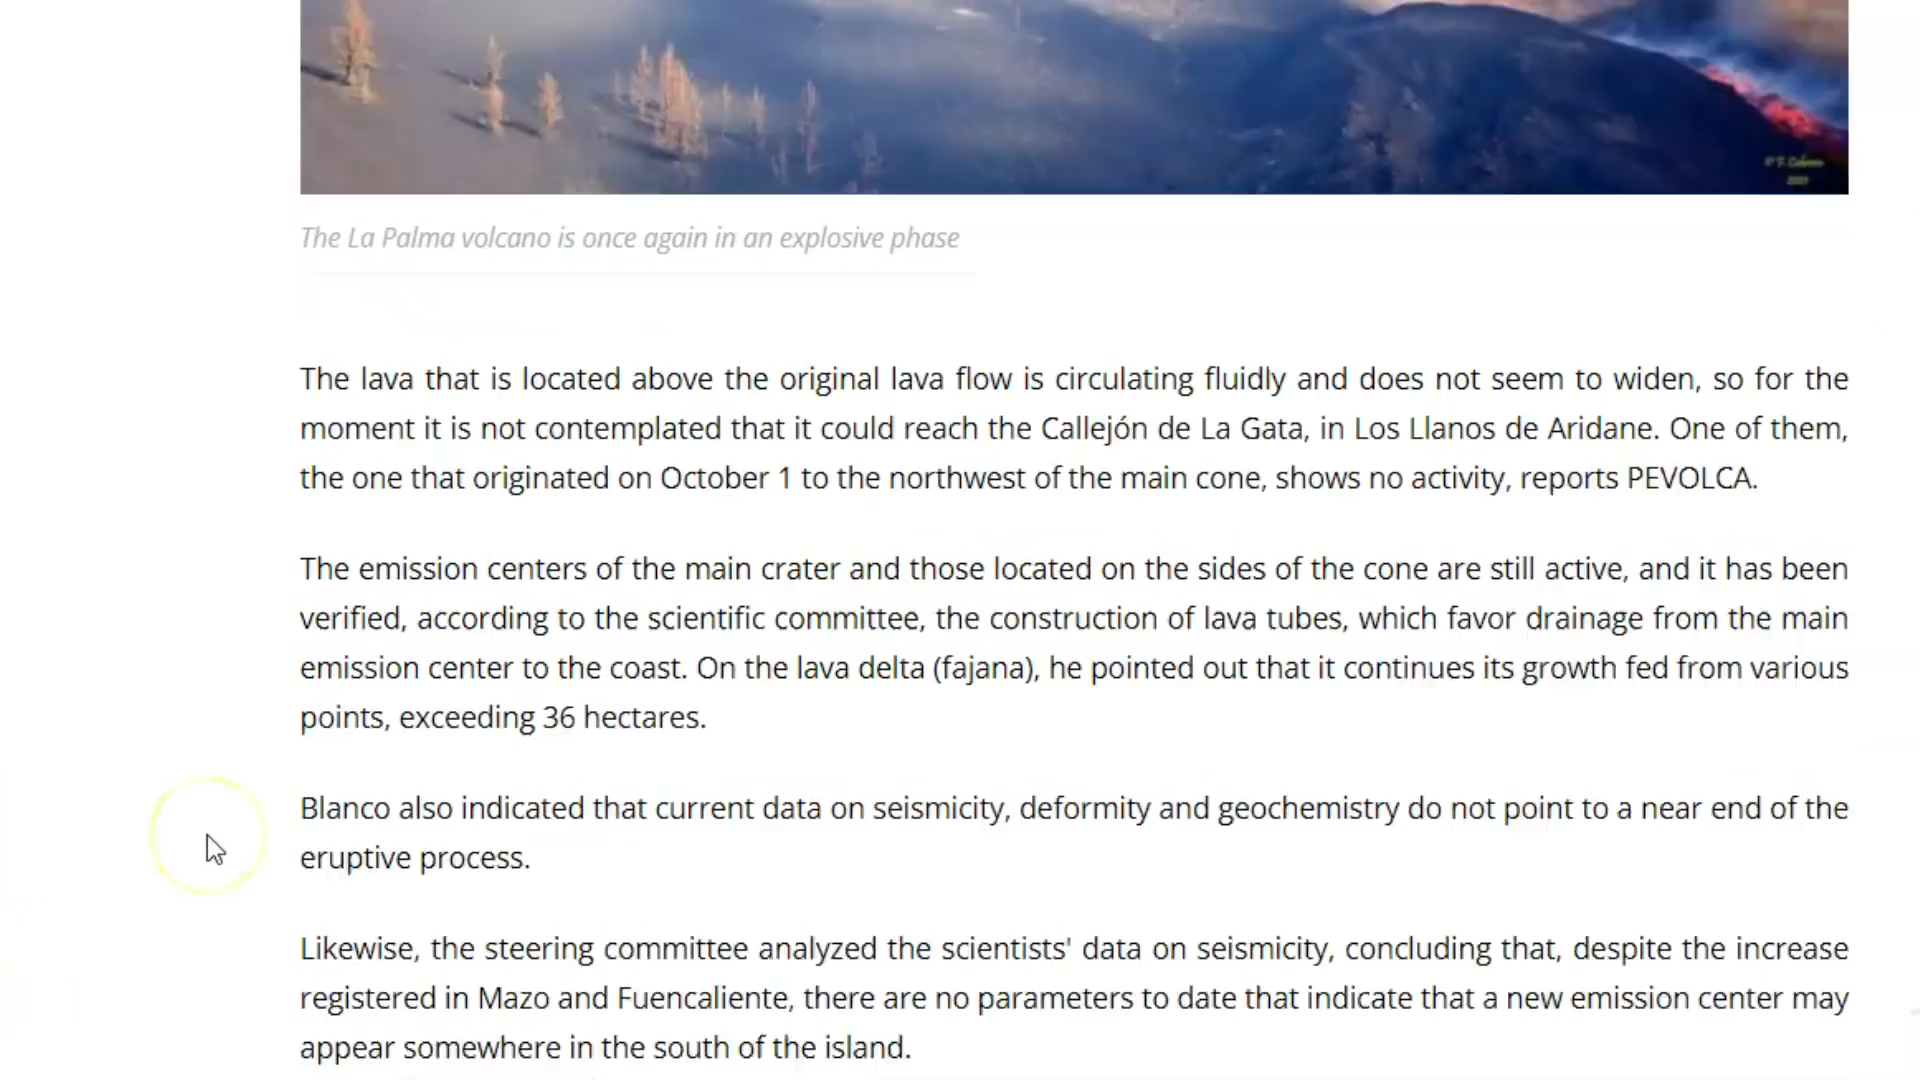 The La Palma volcano is once again in an explosive phase
The lava that is located above the original lava flow is circulating fluidly and does not seem to widen, so for the
moment it is not contemplated that it could reach the Callejón de La Gata, in Los Llanos de Aridane. One of them,
the one that originated on October 1 to the northwest of the main cone, shows no activity, reports PEVOLCA.
The emission centers of the main crater and those located on the sides of the cone are still active, and it has been
verified, according to the scientific committee, the construction of lava tubes, which favor drainage from the main
emission center to the coast. On the lava delta (fajana), he pointed out that it continues its growth fed from various
points, exceeding 36 hectares.
Blanco also indicated that current data on seismicity, deformity and geochemistry do not point to a near end of the
eruptive process.
Likewise, the steering committee analyzed the scientists' data on seismicity, concluding that, despite the increase
registered in Mazo and Fuencaliente, there are no parameters to date that indicate that a new emission center may
appear somewhere in the south of the island.